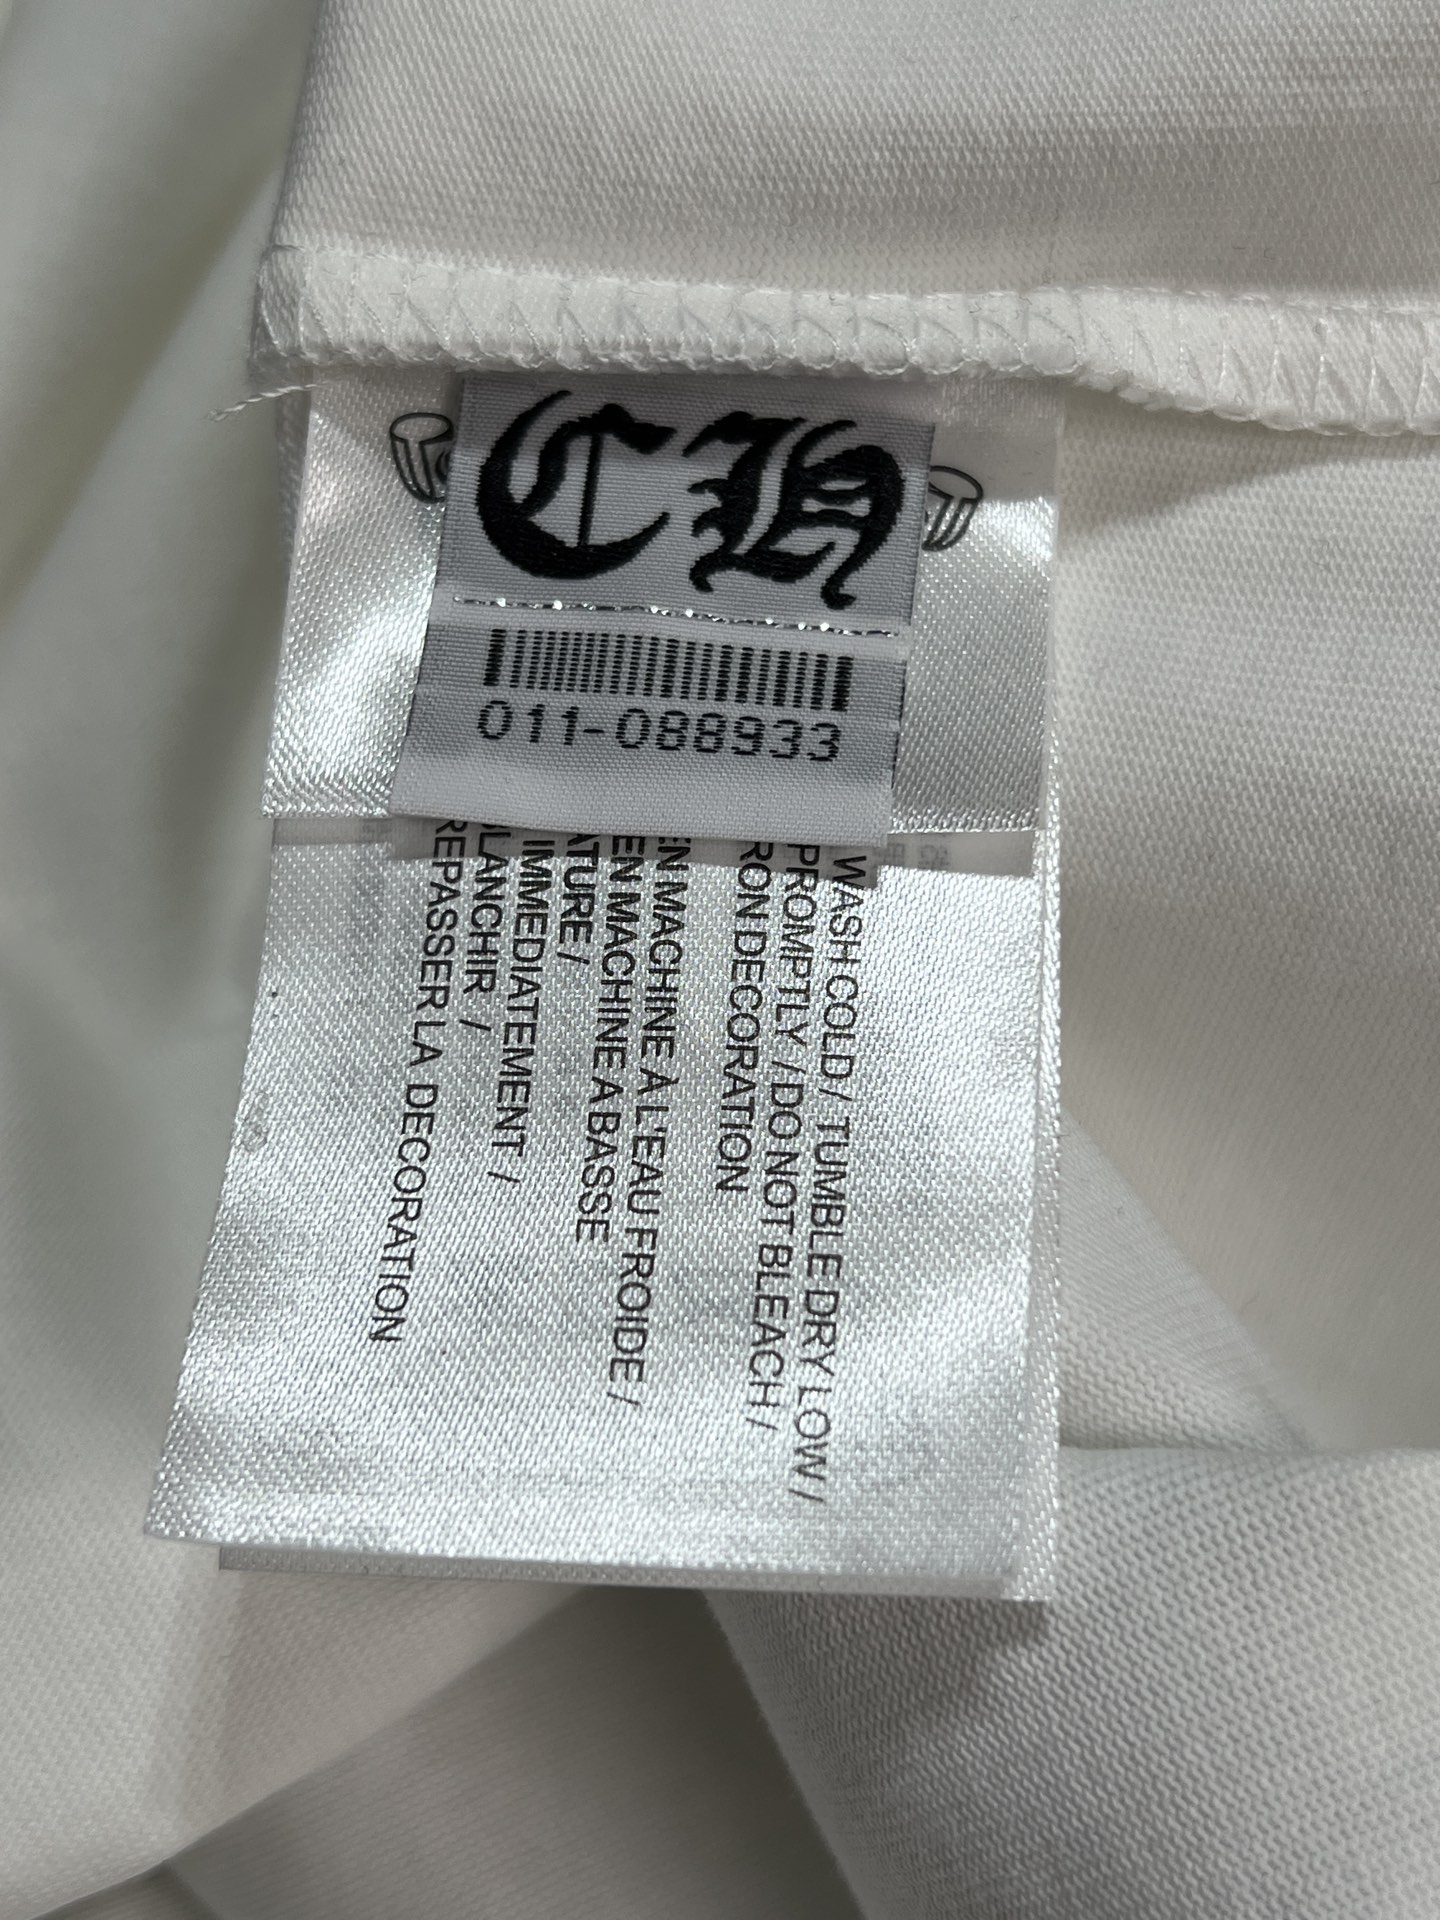 CH
011-088933
WASH COLD / TUMBLE DRY LOW /
PROMPTLY / DO NOT BLEACH /
RON DECORATION
EN MACHINE À L'EAU FROIDE /
EN MACHINE A BASSE
ATURE /
IMMEDIATEMENT /
LANCHIR /
REPASSER LA DECORATION